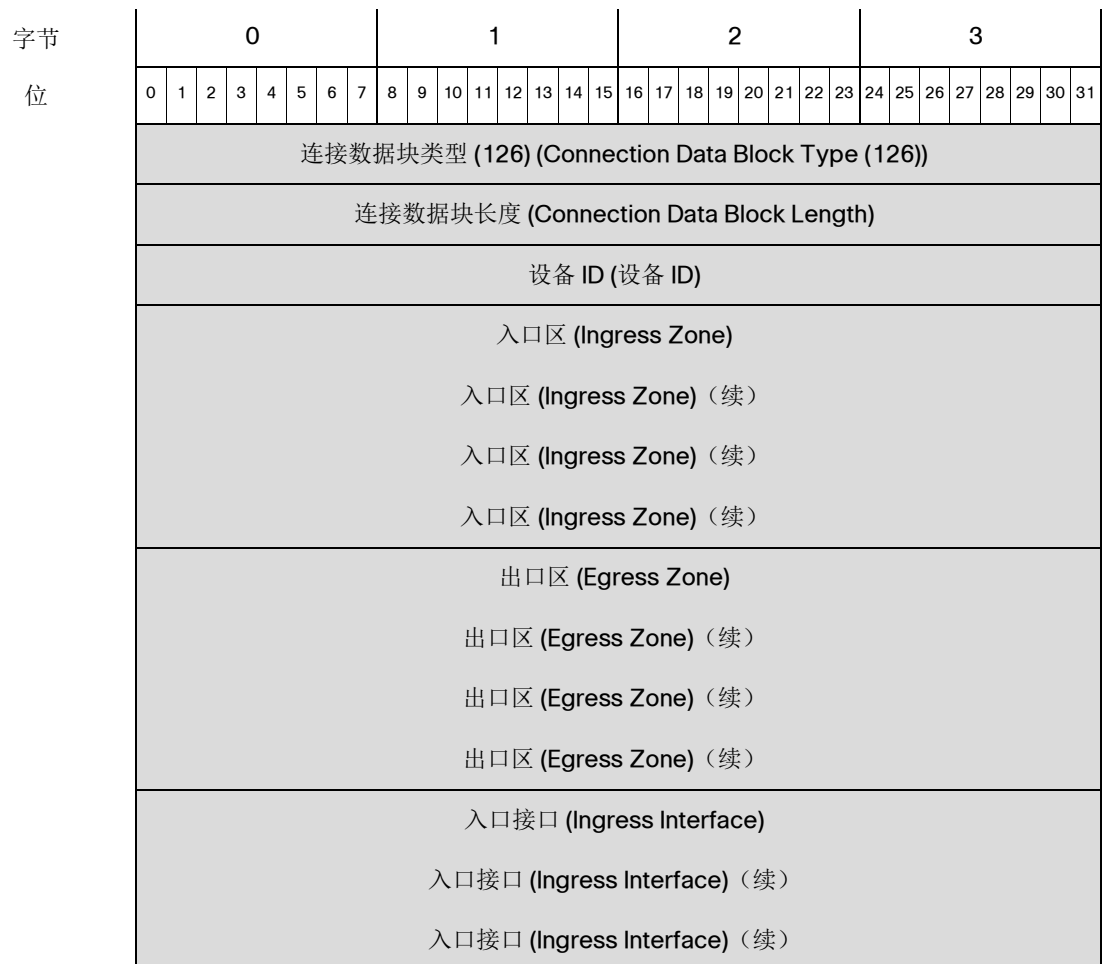 字节 0 1 2 3
位 0 1 2 3 4 5 6 7 8 9 10 11 12 13 14 15 16 17 18 19 20 21 22 23 24 25 26 27 28 29 30 31
连接数据块类型 (126) (Connection Data Block Type (126))
连接数据块长度 (Connection Data Block Length)
设备 ID (设备 ID)
入口区 (Ingress Zone)
入口区 (Ingress Zone)（续）
入口区 (Ingress Zone)（续）
入口区 (Ingress Zone)（续）
出口区 (Egress Zone)
出口区 (Egress Zone)（续）
出口区 (Egress Zone)（续）
出口区 (Egress Zone)（续）
入口接口 (Ingress Interface)
入口接口 (Ingress Interface)（续）
入口接口 (Ingress Interface)（续）